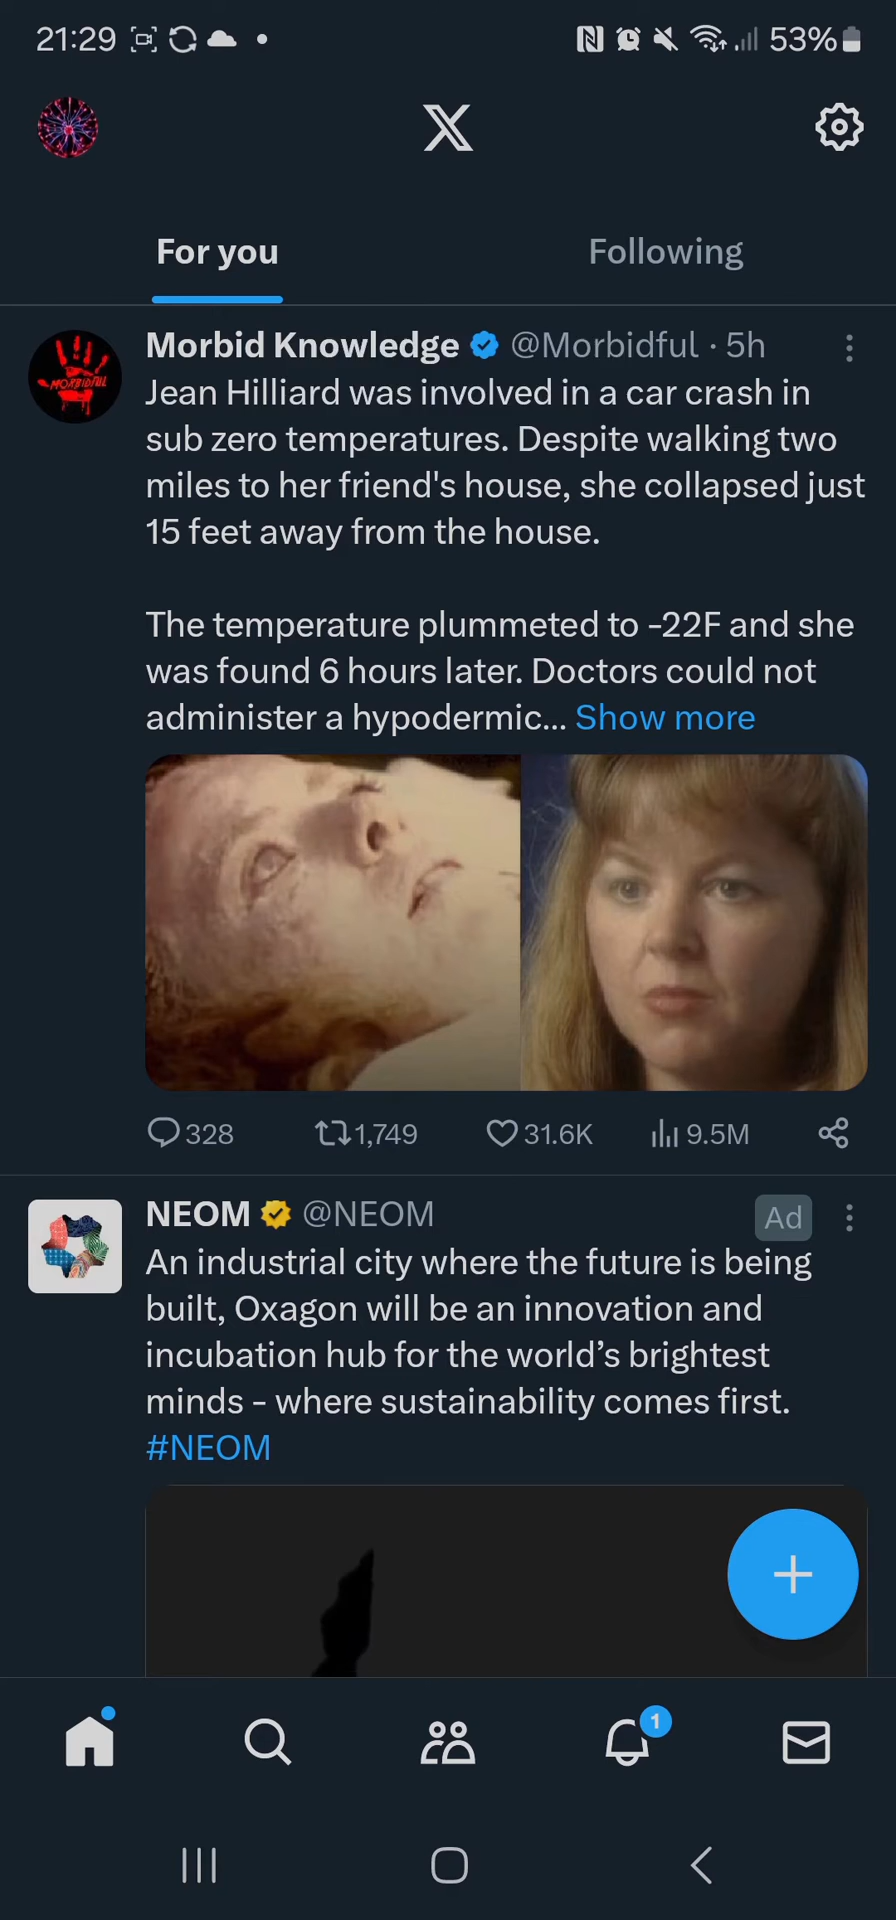 21:29
53%
X
For you
Following
Morbid Knowledge @Morbidful · 5h
MORBIDFUL
Jean Hilliard was involved in a car crash in
sub zero temperatures. Despite walking two
miles to her friend's house, she collapsed just
15 feet away from the house.
The temperature plummeted to -22F and she
was found 6 hours later. Doctors could not
administer a hypodermic... Show more
328
1,749
31.6K
9.5M
NEOM @NEOM
Ad
An industrial city where the future is being
built, Oxagon will be an innovation and
incubation hub for the world’s brightest
minds - where sustainability comes first.
#NEOM
1